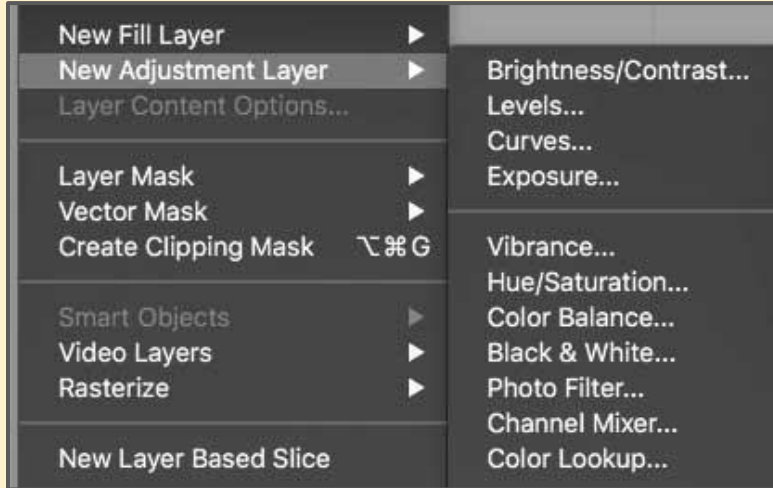 New Fill Layer
New Adjustment Layer
Layer Content Options...
Layer Mask
Vector Mask
Create Clipping Mask ⌥⌘G
Smart Objects
Video Layers
Rasterize
New Layer Based Slice
Brightness/Contrast...
Levels...
Curves...
Exposure...
Vibrance...
Hue/Saturation...
Color Balance...
Black & White...
Photo Filter...
Channel Mixer...
Color Lookup...